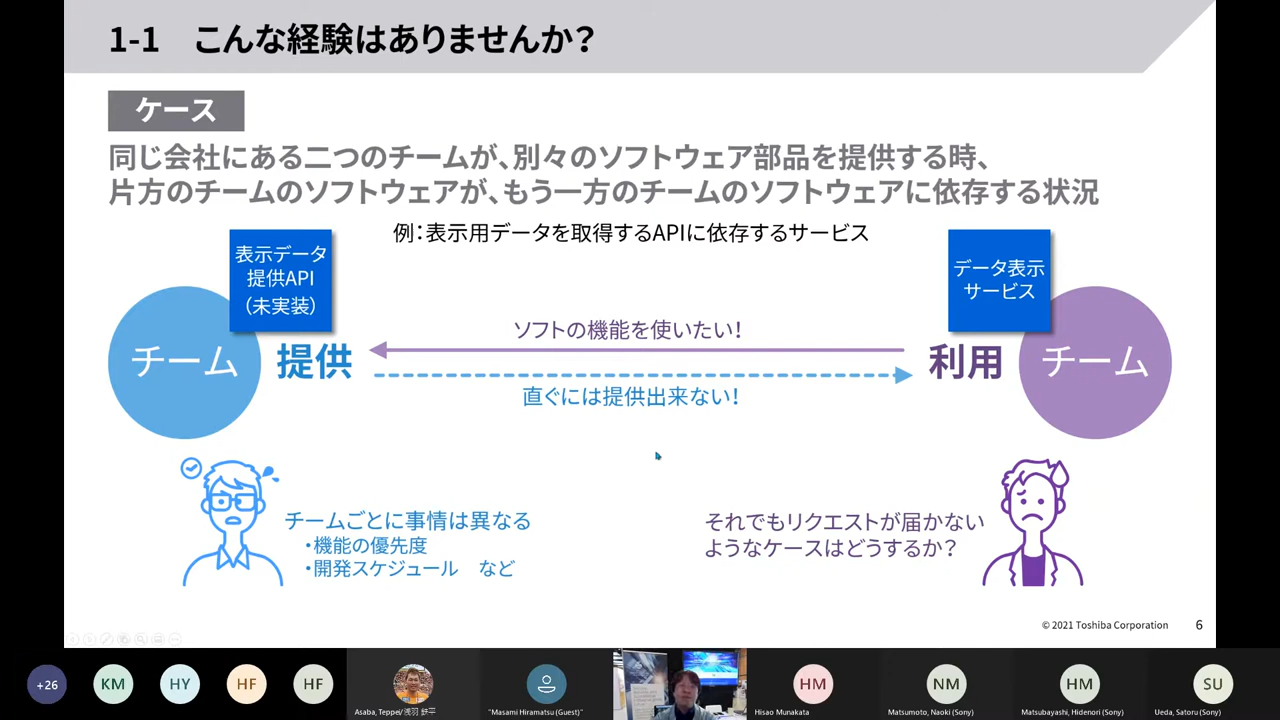 1-1 こんな経験はありませんか?
ケース
同じ会社にある二つのチームが、別々のソフトウェア部品を提供する時、
片方のチームのソフトウェアが、もう一方のチームのソフトウェアに依存する状況
例：表示用データを取得するAPIに依存するサービス
表示データ
提供API
（未実装）
データ表示
サービス
チーム
提供
ソフトの機能を使いたい！
直ぐには提供出来ない！
利用
チーム
チームごとに事情は異なる
・機能の優先度
・開発スケジュール など
それでもリクエストが届かない
ようなケースはどうするか？
© 2021 Toshiba Corporation
6
+26
KM
HY
HF
HF
Asaba, Teppei/浅羽 鉄平
"Masami Hiramatsu (Guest)"
HM
Hisao Munakata
NM
Matsumoto, Naoki (Sony)
HM
Matsubayashi, Hidenori (Sony)
SU
Ueda, Satoru (Sony)